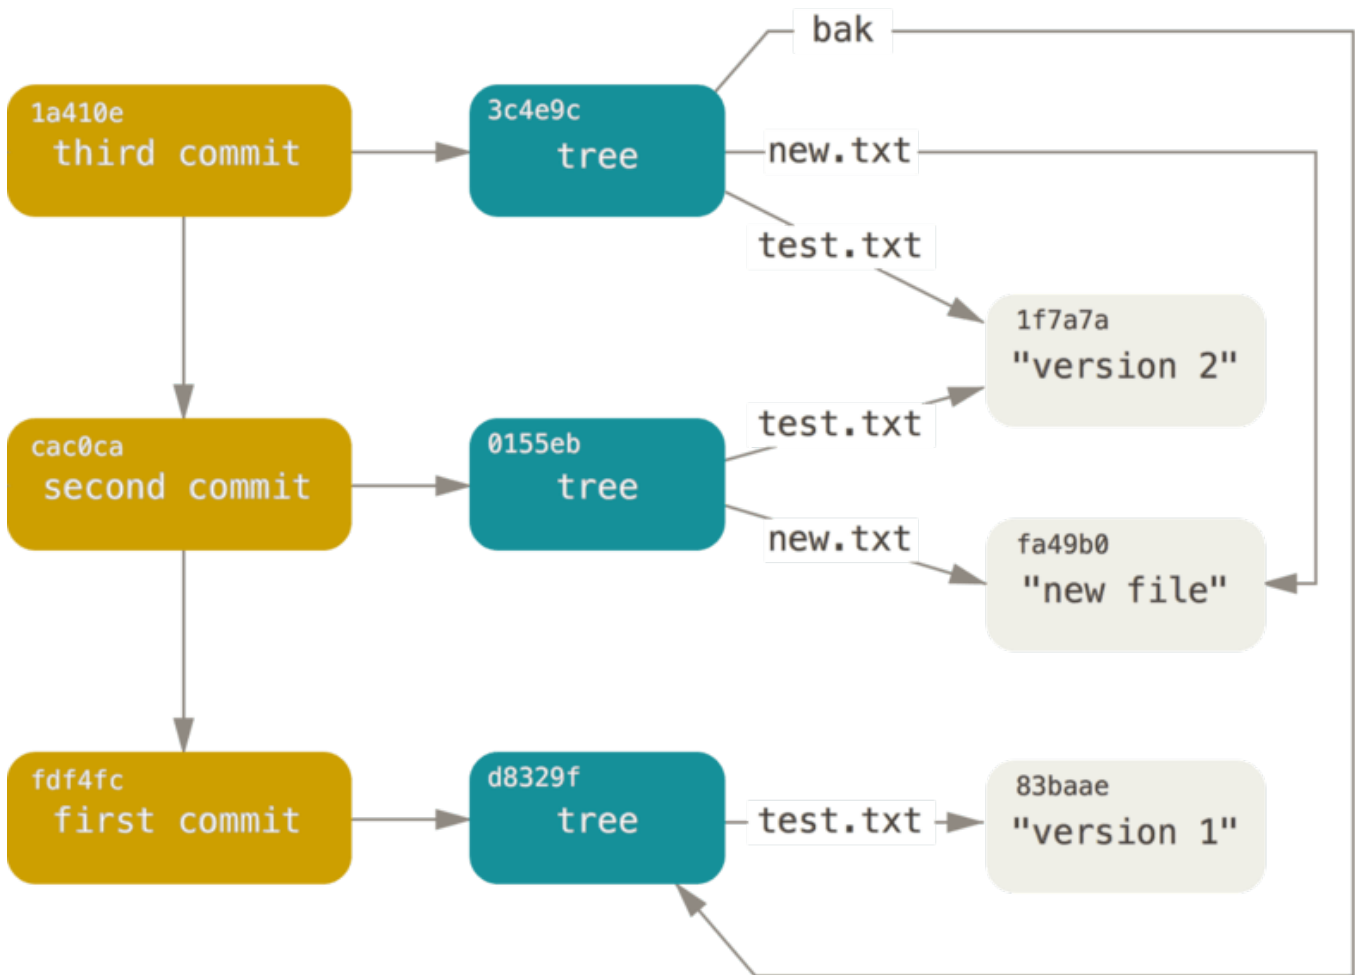 bak
1a410e
third commit
3c4e9c
tree
new.txt
test.txt
1f7a7a
"version 2"
cac0ca
second commit
0155eb
tree
test.txt
new.txt
fa49b0
"new file"
fdf4fc
first commit
d8329f
tree
test.txt
83baae
"version 1"